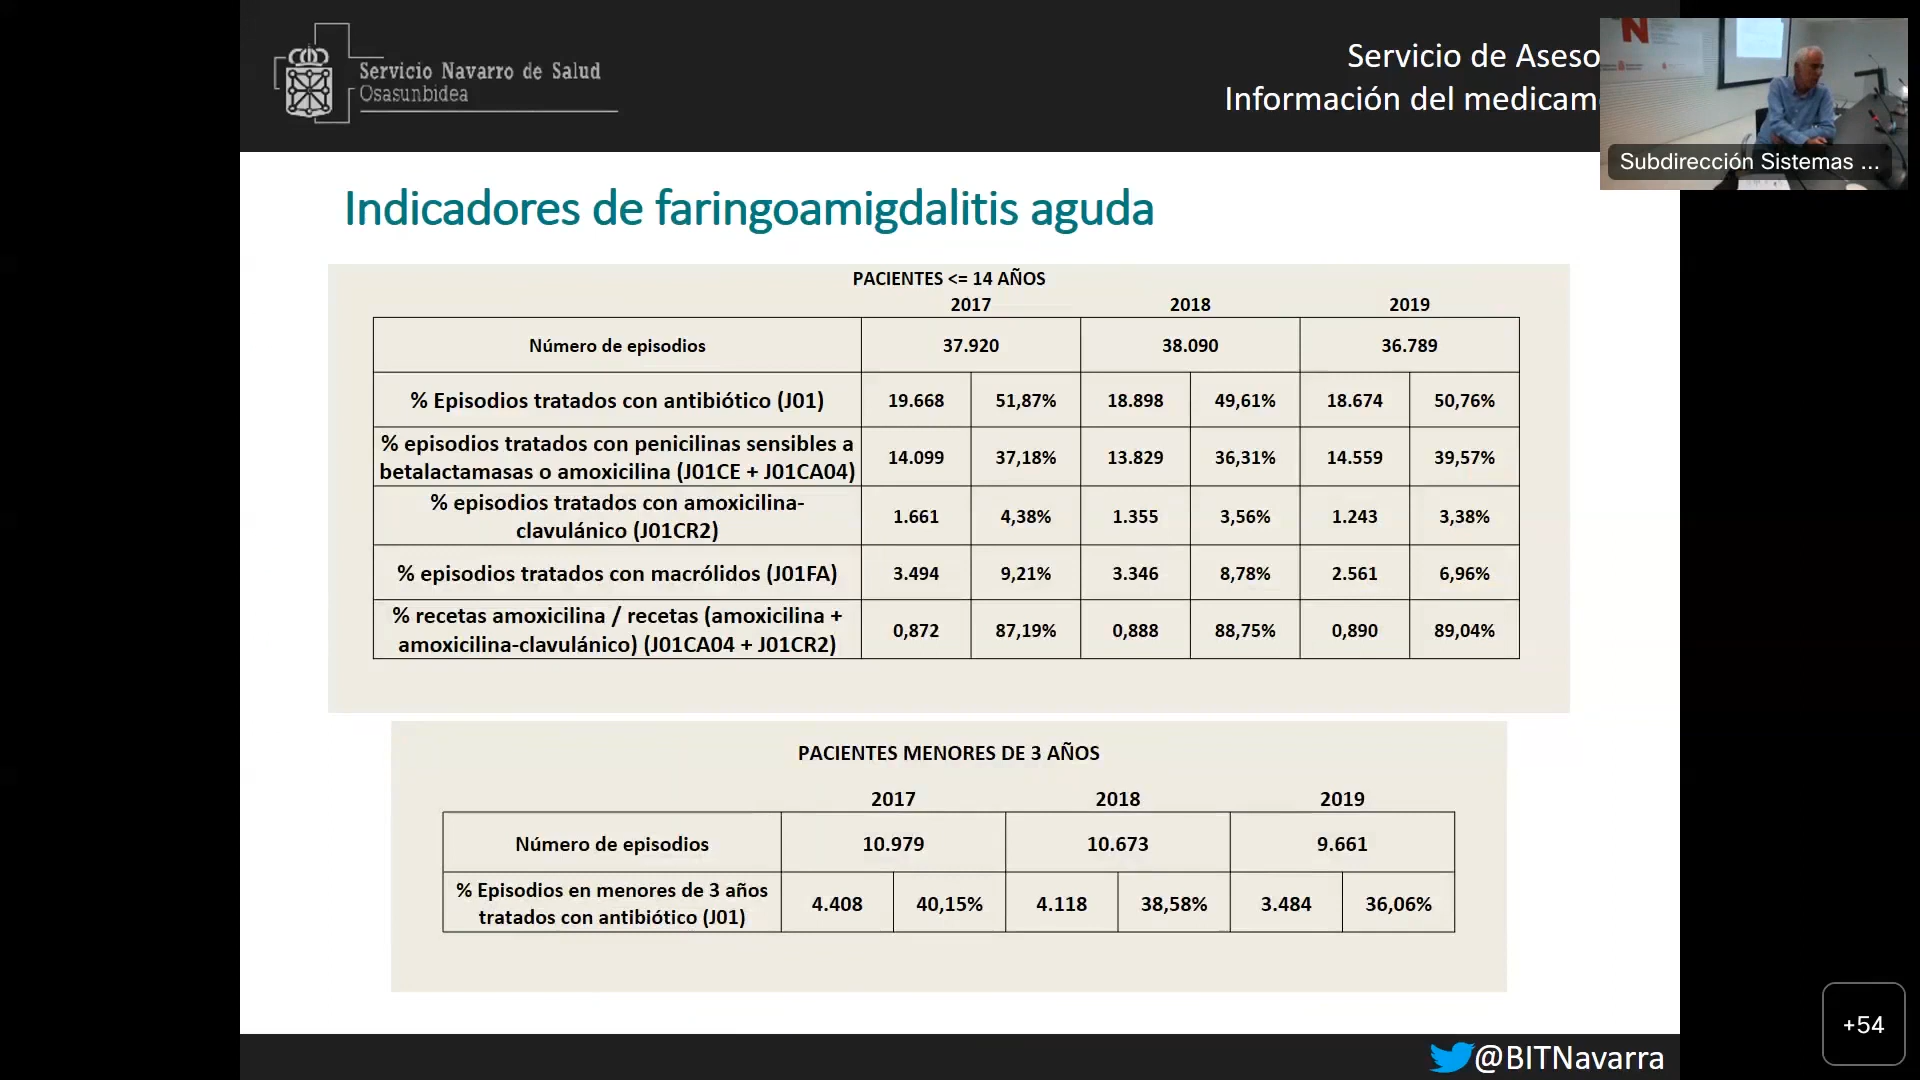 Servicio Navarro de Salud
Osasunbidea
Servicio de Aseso
Información del medicam
N
Subdirección Sistemas ...
Indicadores de faringoamigdalitis aguda
PACIENTES <= 14 AÑOS
2017 2018 2019
Número de episodios 37.920 38.090 36.789
% Episodios tratados con antibiótico (J01) 19.668 51,87% 18.898 49,61% 18.674 50,76%
% episodios tratados con penicilinas sensibles a
betalactamasas o amoxicilina (J01CE + J01CA04) 14.099 37,18% 13.829 36,31% 14.559 39,57%
% episodios tratados con amoxicilina-
clavulánico (J01CR2) 1.661 4,38% 1.355 3,56% 1.243 3,38%
% episodios tratados con macrólidos (J01FA) 3.494 9,21% 3.346 8,78% 2.561 6,96%
% recetas amoxicilina / recetas (amoxicilina +
amoxicilina-clavulánico) (J01CA04 + J01CR2) 0,872 87,19% 0,888 88,75% 0,890 89,04%
PACIENTES MENORES DE 3 AÑOS
2017 2018 2019
Número de episodios 10.979 10.673 9.661
% Episodios en menores de 3 años
tratados con antibiótico (J01) 4.408 40,15% 4.118 38,58% 3.484 36,06%
+54
@BITNavarra